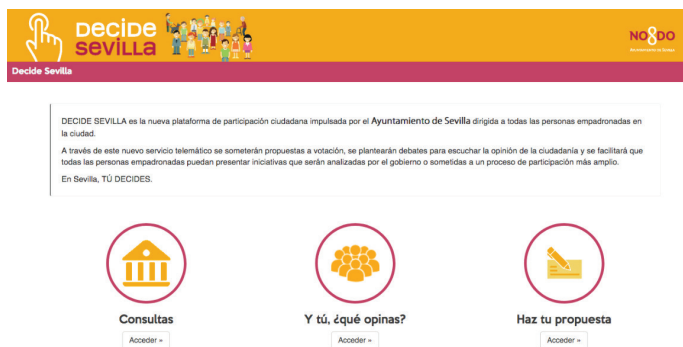 DECIDE
SEVILLA
NO8DO
Decide Sevilla
DECIDE SEVILLA es la nueva plataforma de participación ciudadana impulsada por el Ayuntamiento de Sevilla dirigida a todas las personas empadronadas en
la ciudad.
A través de este nuevo servicio telemático se someterán propuestas a votación, se plantearán debates para escuchar la opinión de la ciudadanía y se facilitará que
todas las personas empadronadas puedan presentar iniciativas que serán analizadas por el gobierno o sometidas a un proceso de participación más amplio.
En Sevilla, TÚ DECIDES.
Consultas
Y tú, ¿qué opinas?
Haz tu propuesta
Acceder »
Acceder »
Acceder »